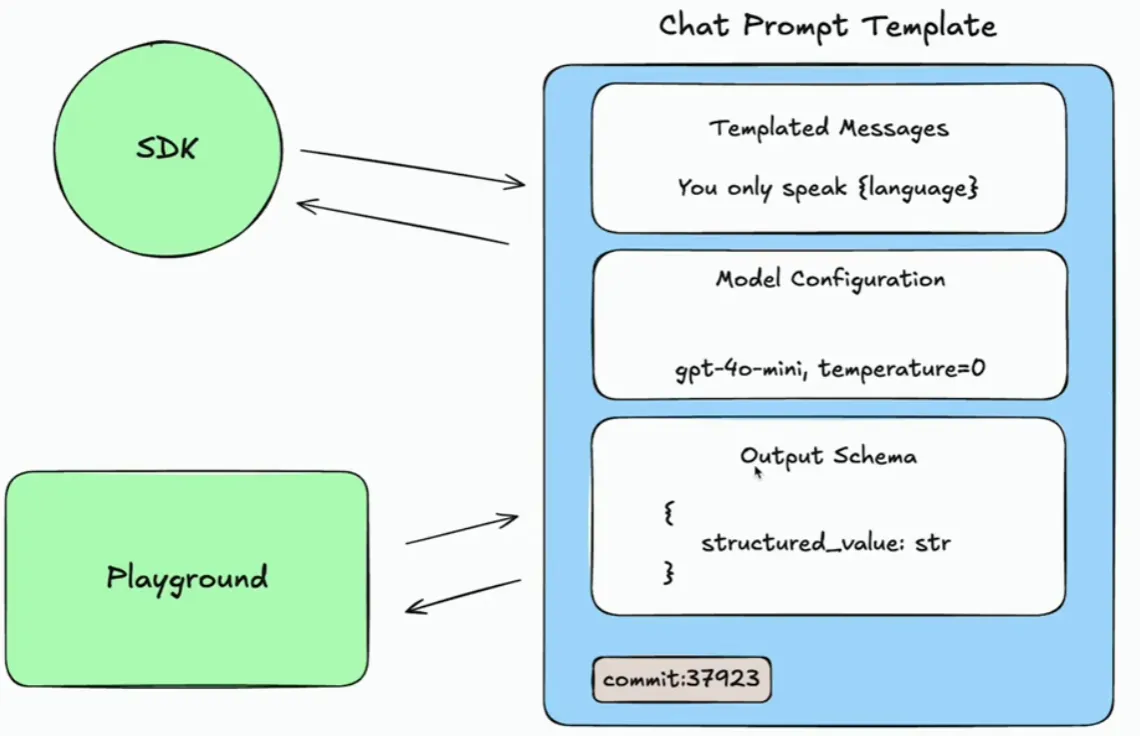 Chat Prompt Template
SDK
Templated Messages
You only speak {language}
Model Configuration
gpt-4o-mini, temperature=0
Output Schema
{
structured_value: str
}
Playground
commit:37923